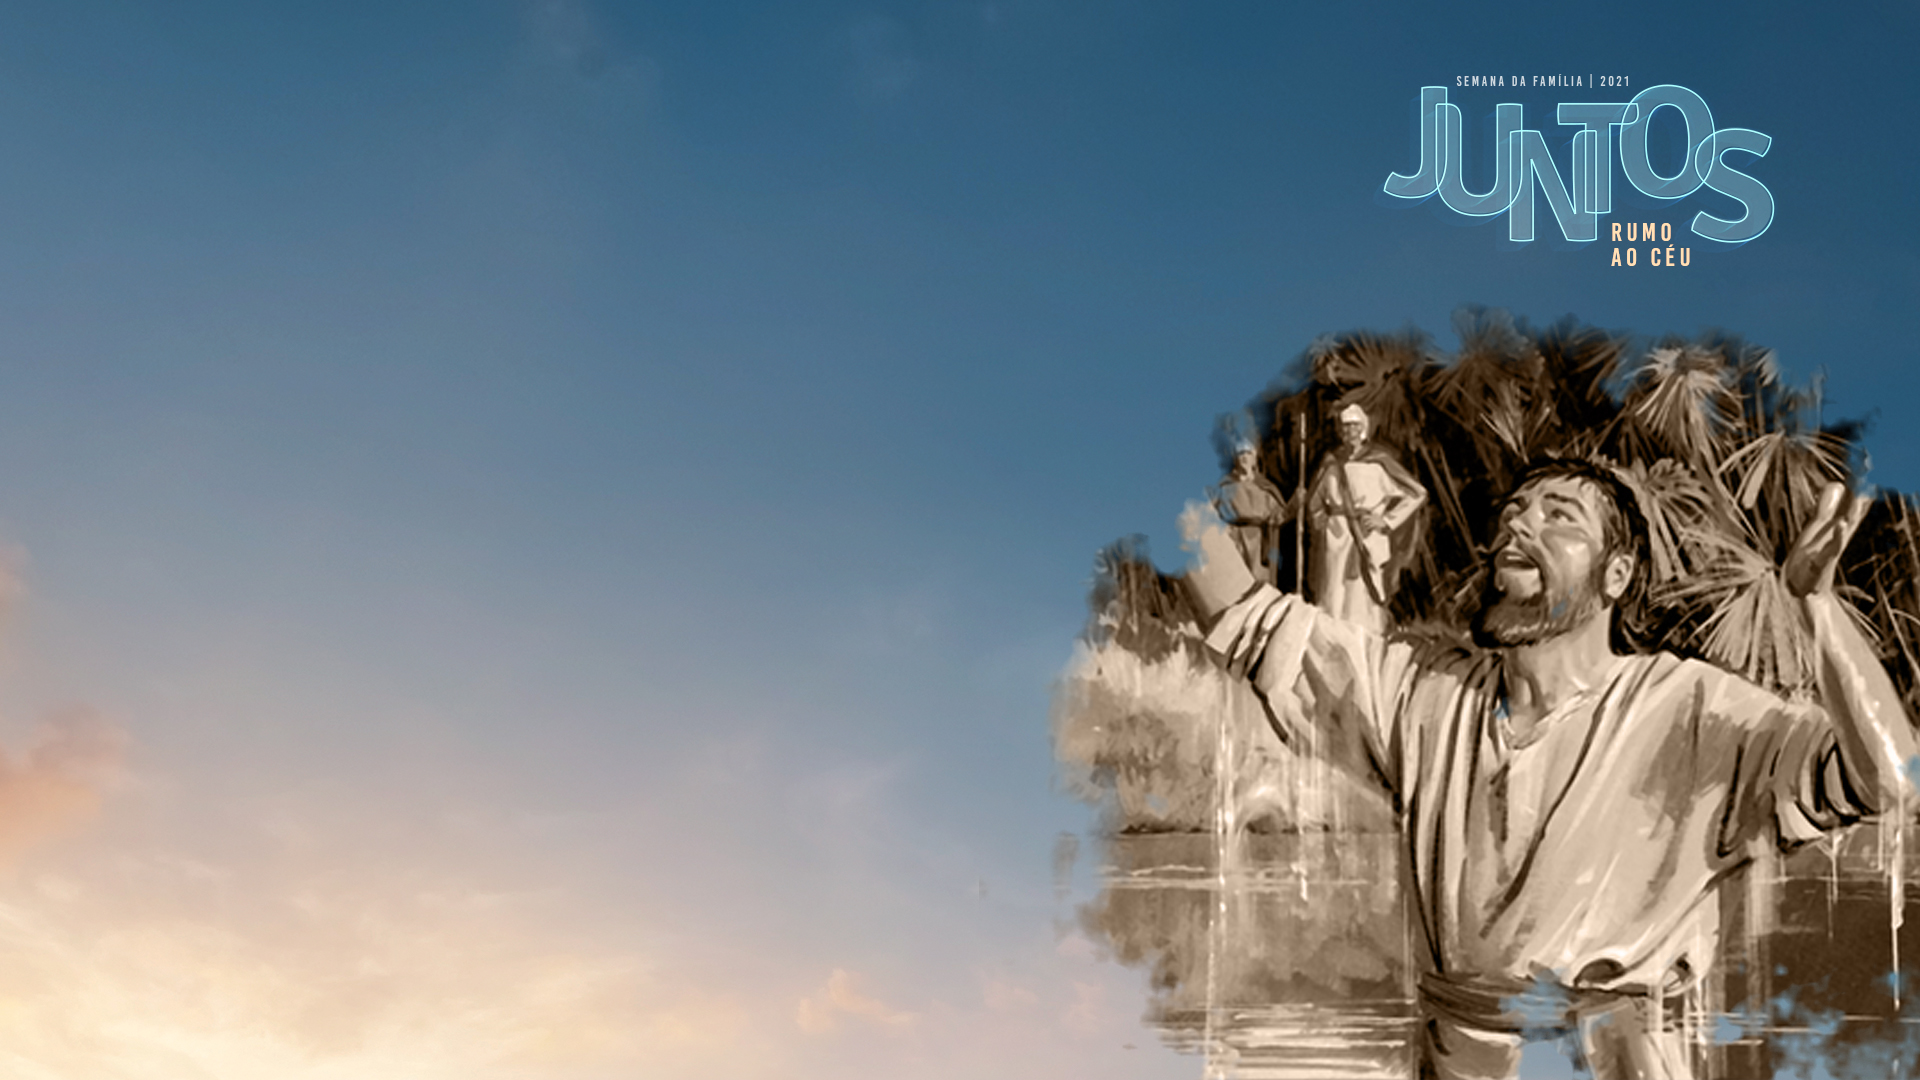 SEMANA DA FAMÍLIA | 2021
JUNTOS
RUMO
AO CÉU